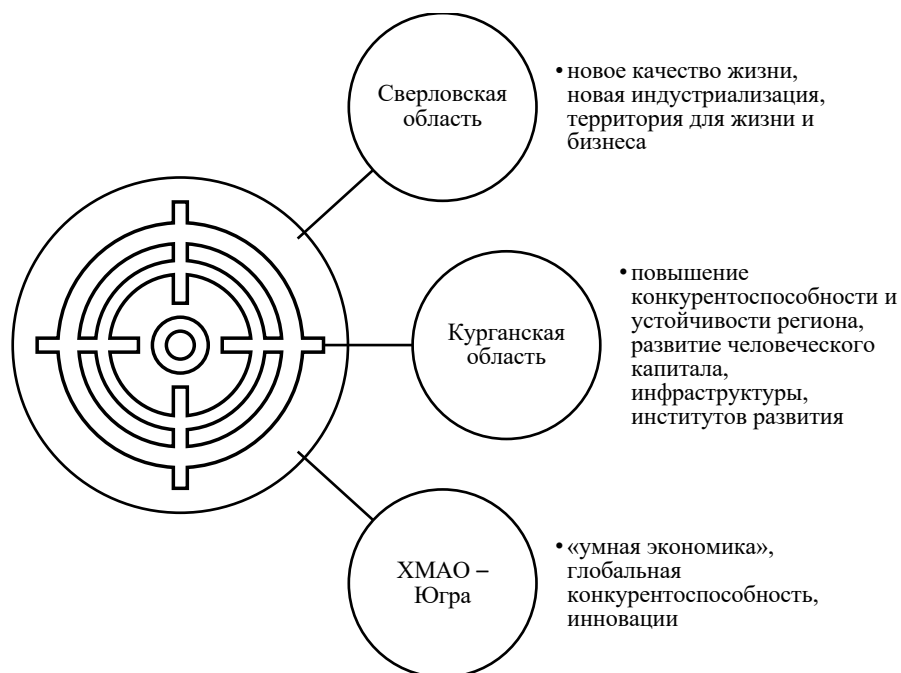 Сверловская
область
• новое качество жизни,
новая индустриализация,
территория для жизни и
бизнеса
Курганская
область
• повышение
конкурентоспособности и
устойчивости региона,
развитие человеческого
капитала,
инфраструктуры,
институтов развития
ХМАО –
Югра
• «умная экономика»,
глобальная
конкурентоспособность,
инновации